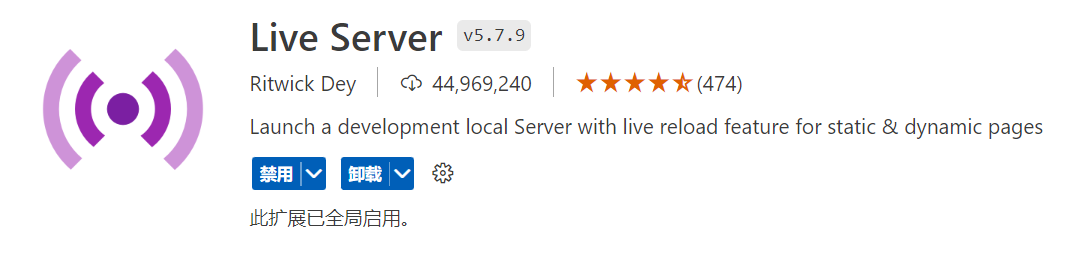 Live Server v5.7.9
Ritwick Dey 44,969,240 (474)
Launch a development local Server with live reload feature for static & dynamic pages
禁用 卸载
此扩展已全局启用。